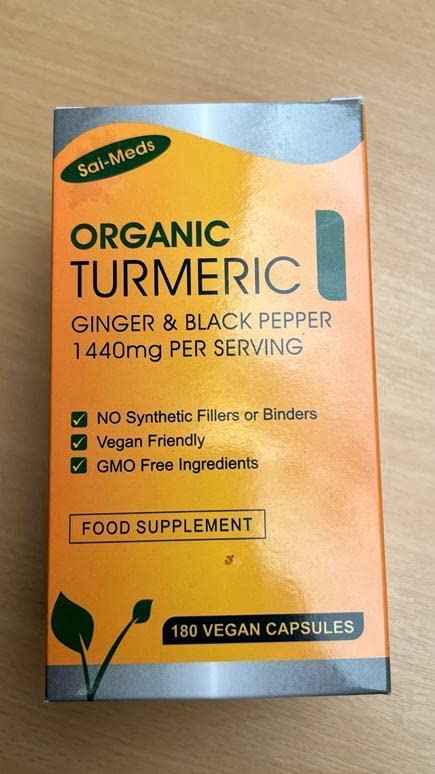 Sai-Meds
ORGANIC
TURMERIC
GINGER & BLACK PEPPER
1440mg PER SERVING
NO Synthetic Fillers or Binders
Vegan Friendly
GMO Free Ingredients
FOOD SUPPLEMENT
180 VEGAN CAPSULES